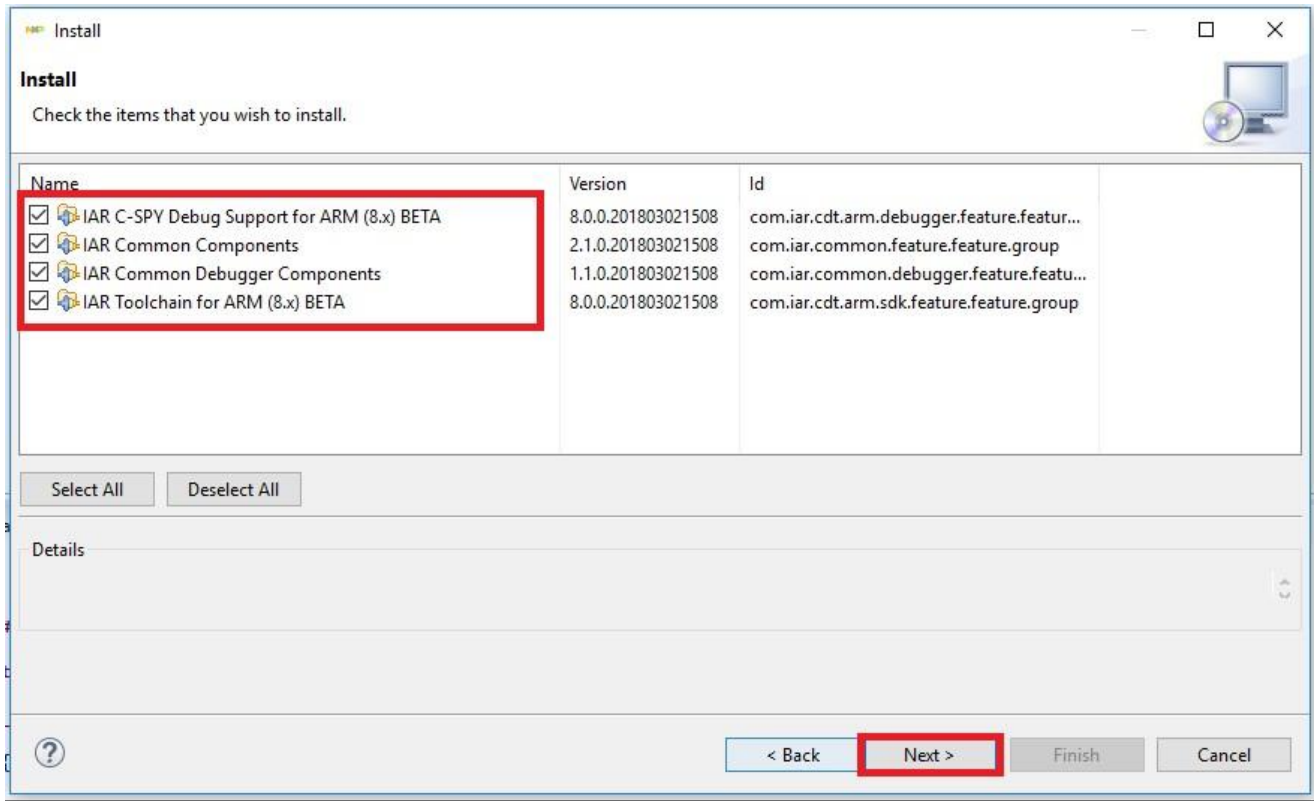 NXP Install
Install
Check the items that you wish to install.
Name Version Id
IAR C-SPY Debug Support for ARM (8.x) BETA 8.0.0.201803021508 com.iar.cdt.arm.debugger.feature.featur...
IAR Common Components 2.1.0.201803021508 com.iar.common.feature.feature.group
IAR Common Debugger Components 1.1.0.201803021508 com.iar.common.debugger.feature.featu...
IAR Toolchain for ARM (8.x) BETA 8.0.0.201803021508 com.iar.cdt.arm.sdk.feature.feature.group
Select All Deselect All
Details
? < Back Next > Finish Cancel